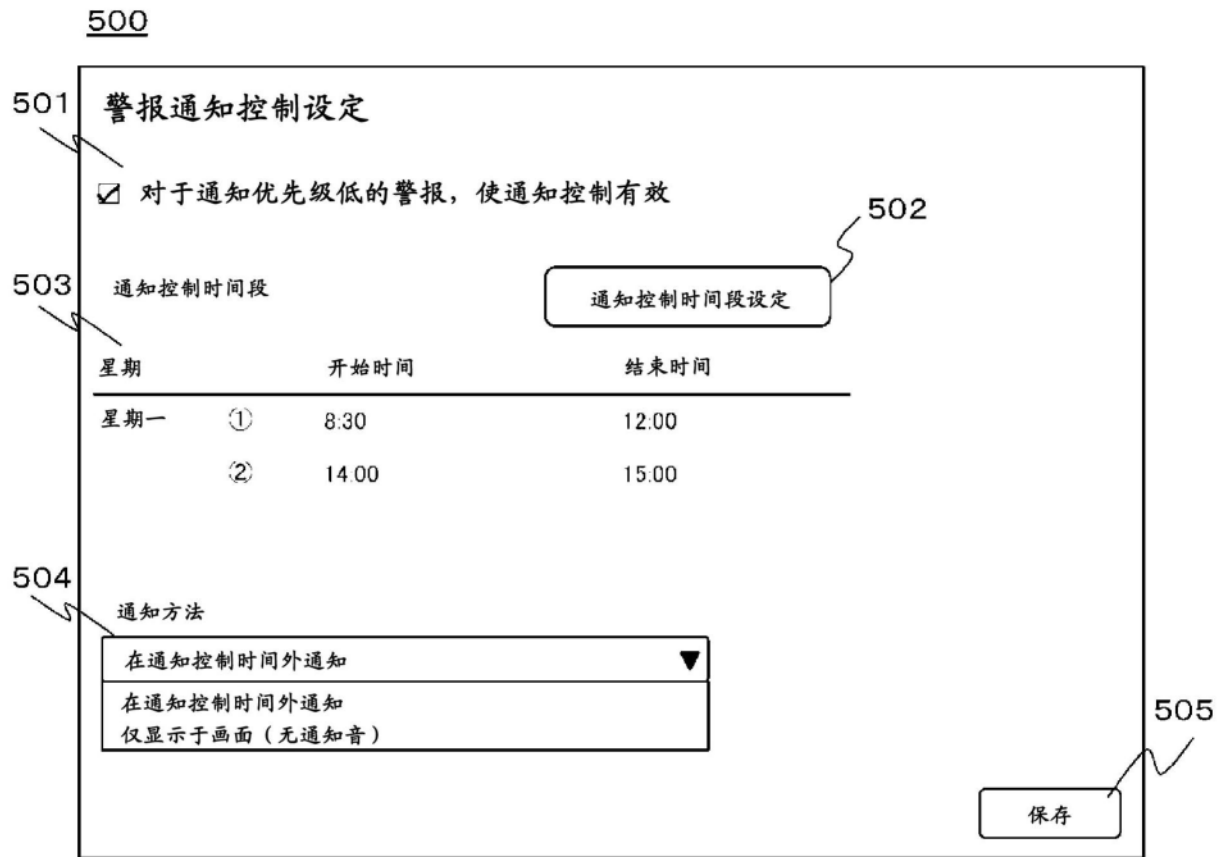 500
501
警报通知控制设定
☑ 对于通知优先级低的警报，使通知控制有效
502
503
通知控制时间段
通知控制时间段设定
星期 开始时间 结束时间
星期一 ① 8:30 12:00
② 14:00 15:00
504
通知方法
在通知控制时间外通知 ▼
在通知控制时间外通知
仅显示于画面（无通知音）
505
保存